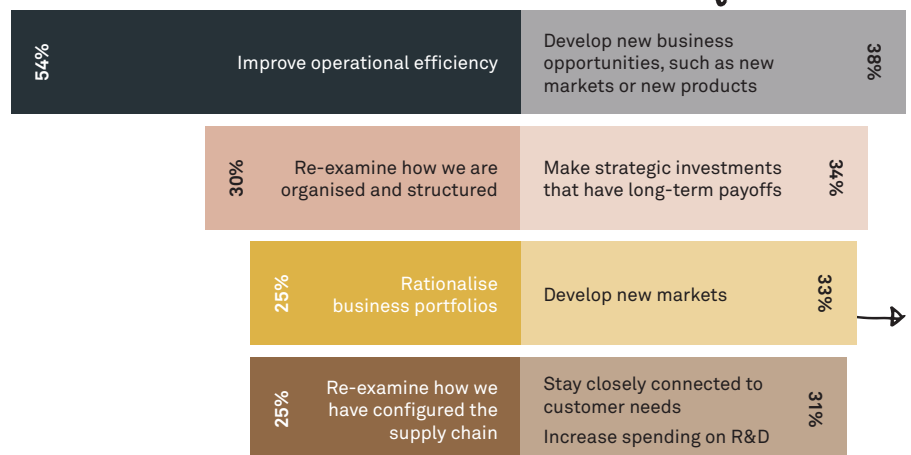 54%
Improve operational efficiency
Develop new business
opportunities, such as new
markets or new products
38%
30%
Re-examine how we are
organised and structured
Make strategic investments
that have long-term payoffs
34%
25%
Rationalise
business portfolios
Develop new markets
33%
25%
Re-examine how we
have configured the
supply chain
Stay closely connected to
customer needs
Increase spending on R&D
31%